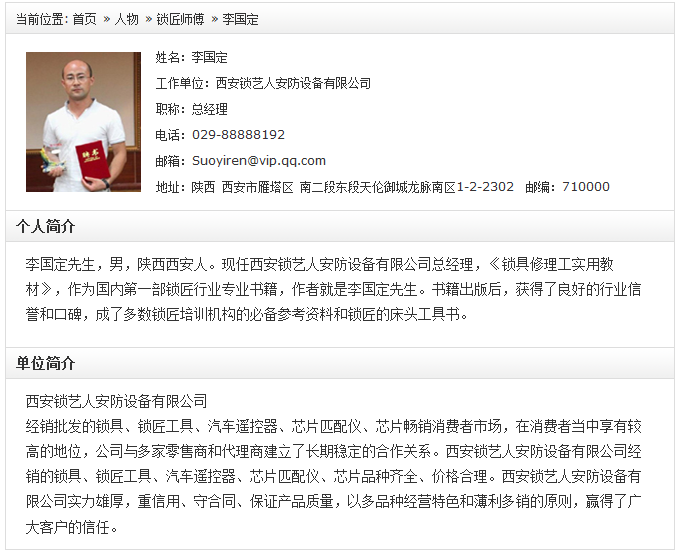 当前位置: 首页 » 人物 » 锁匠师傅 » 李国定
姓名：李国定
工作单位：西安锁艺人安防设备有限公司
职称：总经理
电话：029-88888192
邮箱：Suoyiren@vip.qq.com
地址：陕西 西安市雁塔区 南二段东段天伦御城龙脉南区1-2-2302 邮编：710000
个人简介
李国定先生，男，陕西西安人。现任西安锁艺人安防设备有限公司总经理，《锁具修理工实用教
材》，作为国内第一部锁匠行业专业书籍，作者就是李国定先生。书籍出版后，获得了良好的行业信
誉和口碑，成了多数锁匠培训机构的必备参考资料和锁匠的床头工具书。
单位简介
西安锁艺人安防设备有限公司
经销批发的锁具、锁匠工具、汽车遥控器、芯片匹配仪、芯片畅销消费者市场，在消费者当中享有较
高的地位，公司与多家零售商和代理商建立了长期稳定的合作关系。西安锁艺人安防设备有限公司经
销的锁具、锁匠工具、汽车遥控器、芯片匹配仪、芯片品种齐全、价格合理。西安锁艺人安防设备有
限公司实力雄厚，重信用、守合同、保证产品质量，以多品种经营特色和薄利多销的原则，赢得了广
大客户的信任。